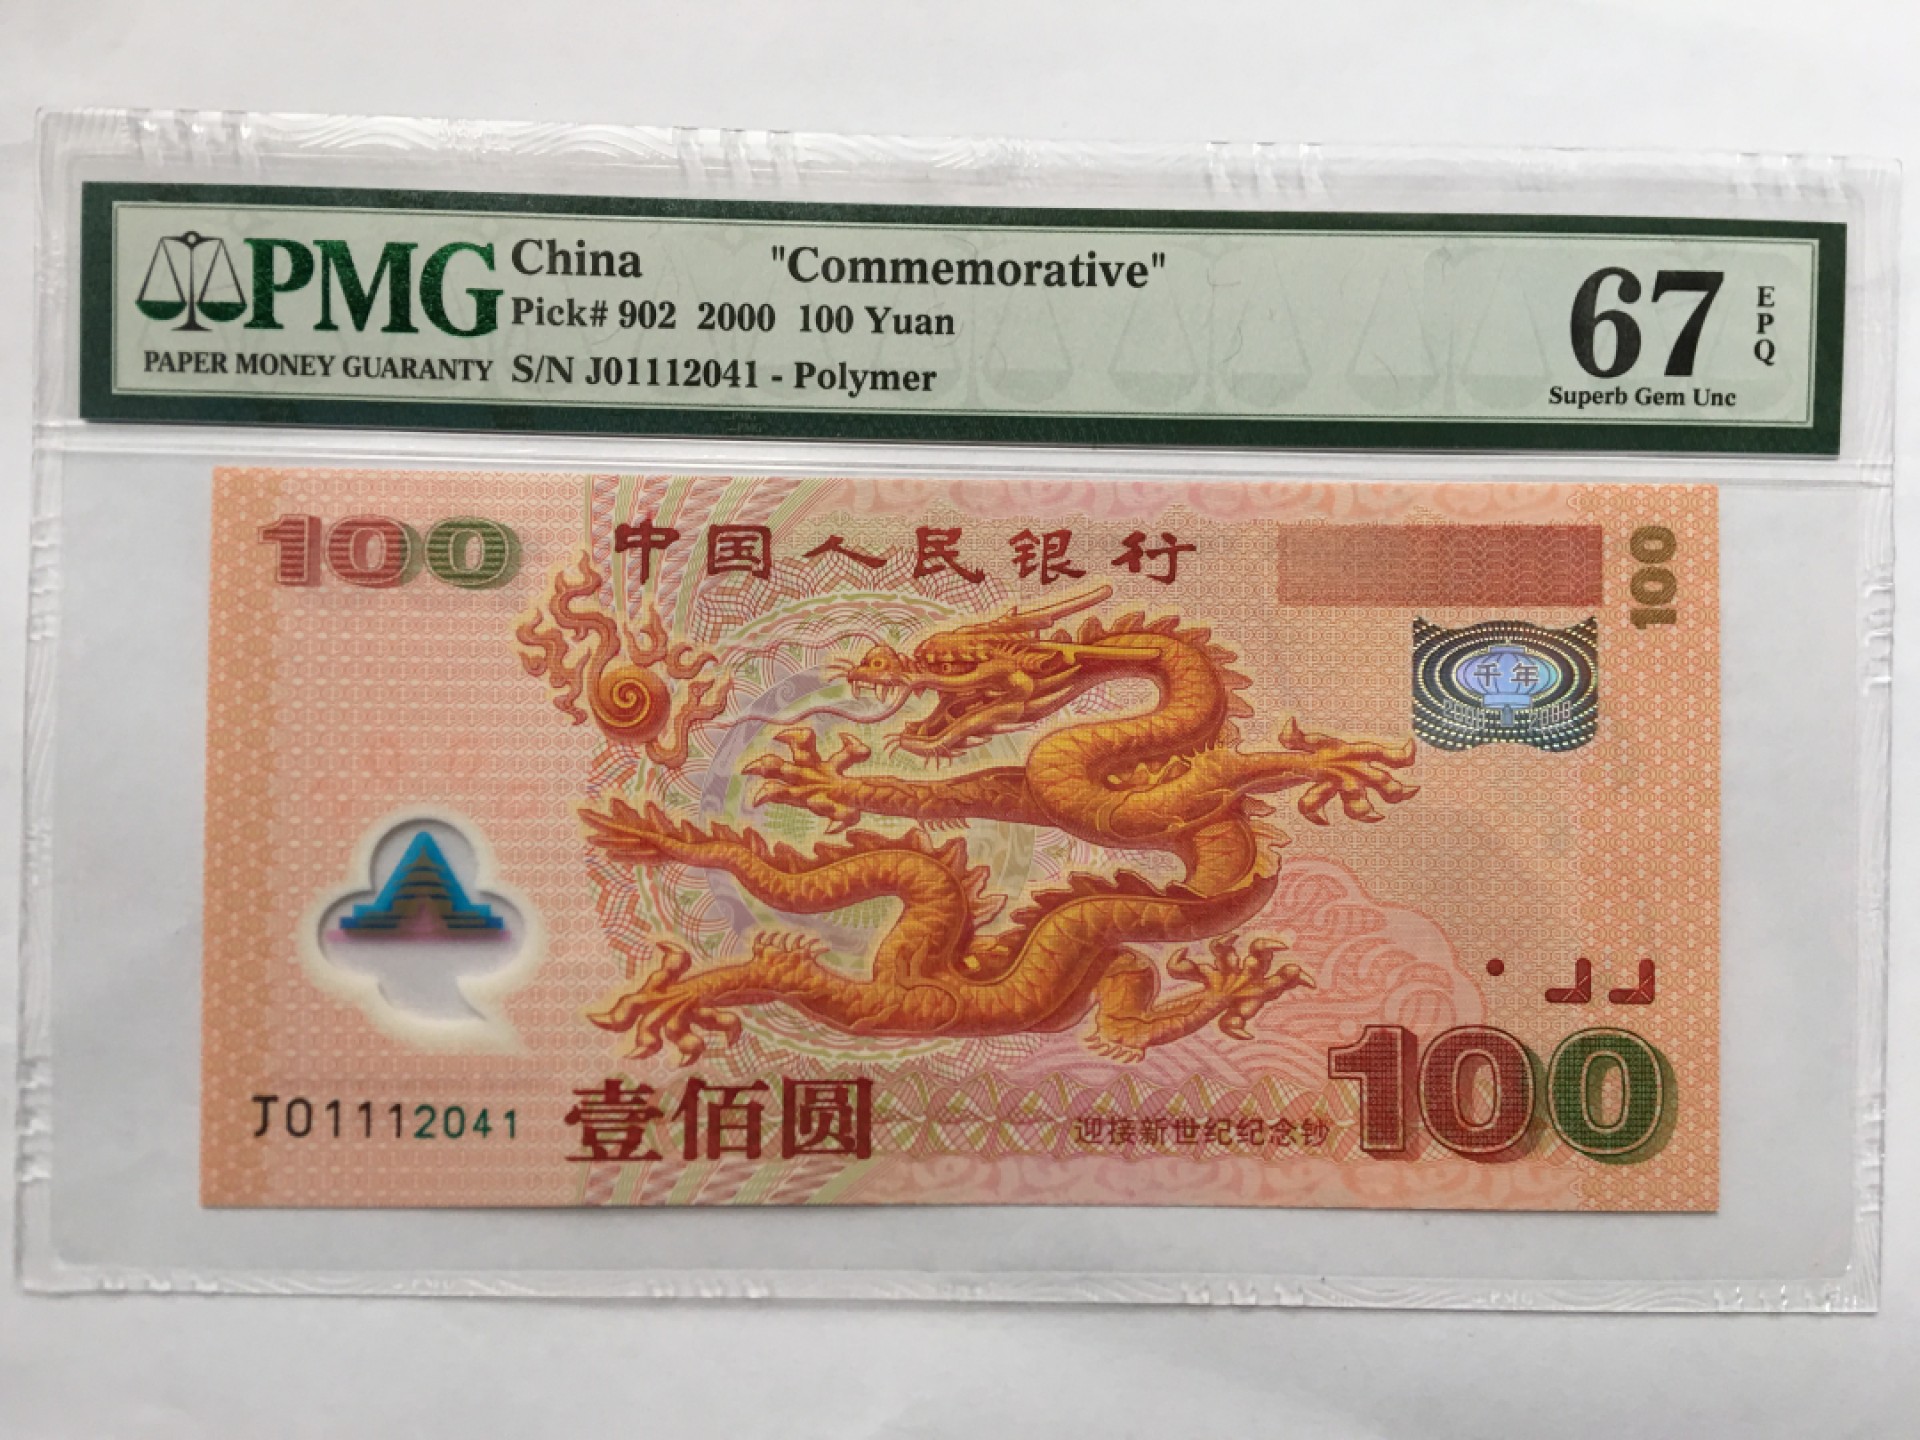 PMG
PAPER MONEY GUARANTY
China "Commemorative"
Pick# 902 2000 100 Yuan
S/N J01112041 - Polymer
67
EPQ
Superb Gem Unc
100
中国人民银行
100
千年
J01112041
壹佰圆
迎接新世纪纪念钞
100